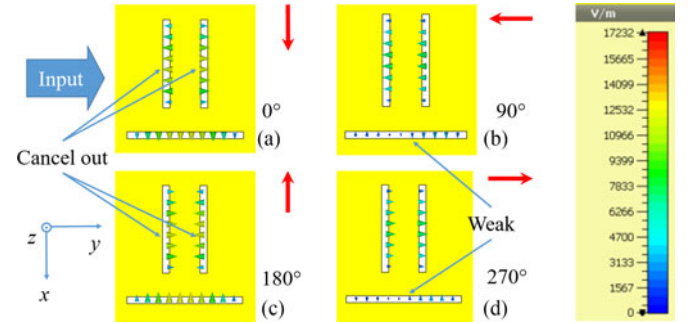 V/m
17232
15665
14099
12532
10966
9399
7833
6266
4700
3133
1567
0
Input
0°
(a)
90°
(b)
Cancel out
Weak
z
y
x
180°
(c)
270°
(d)